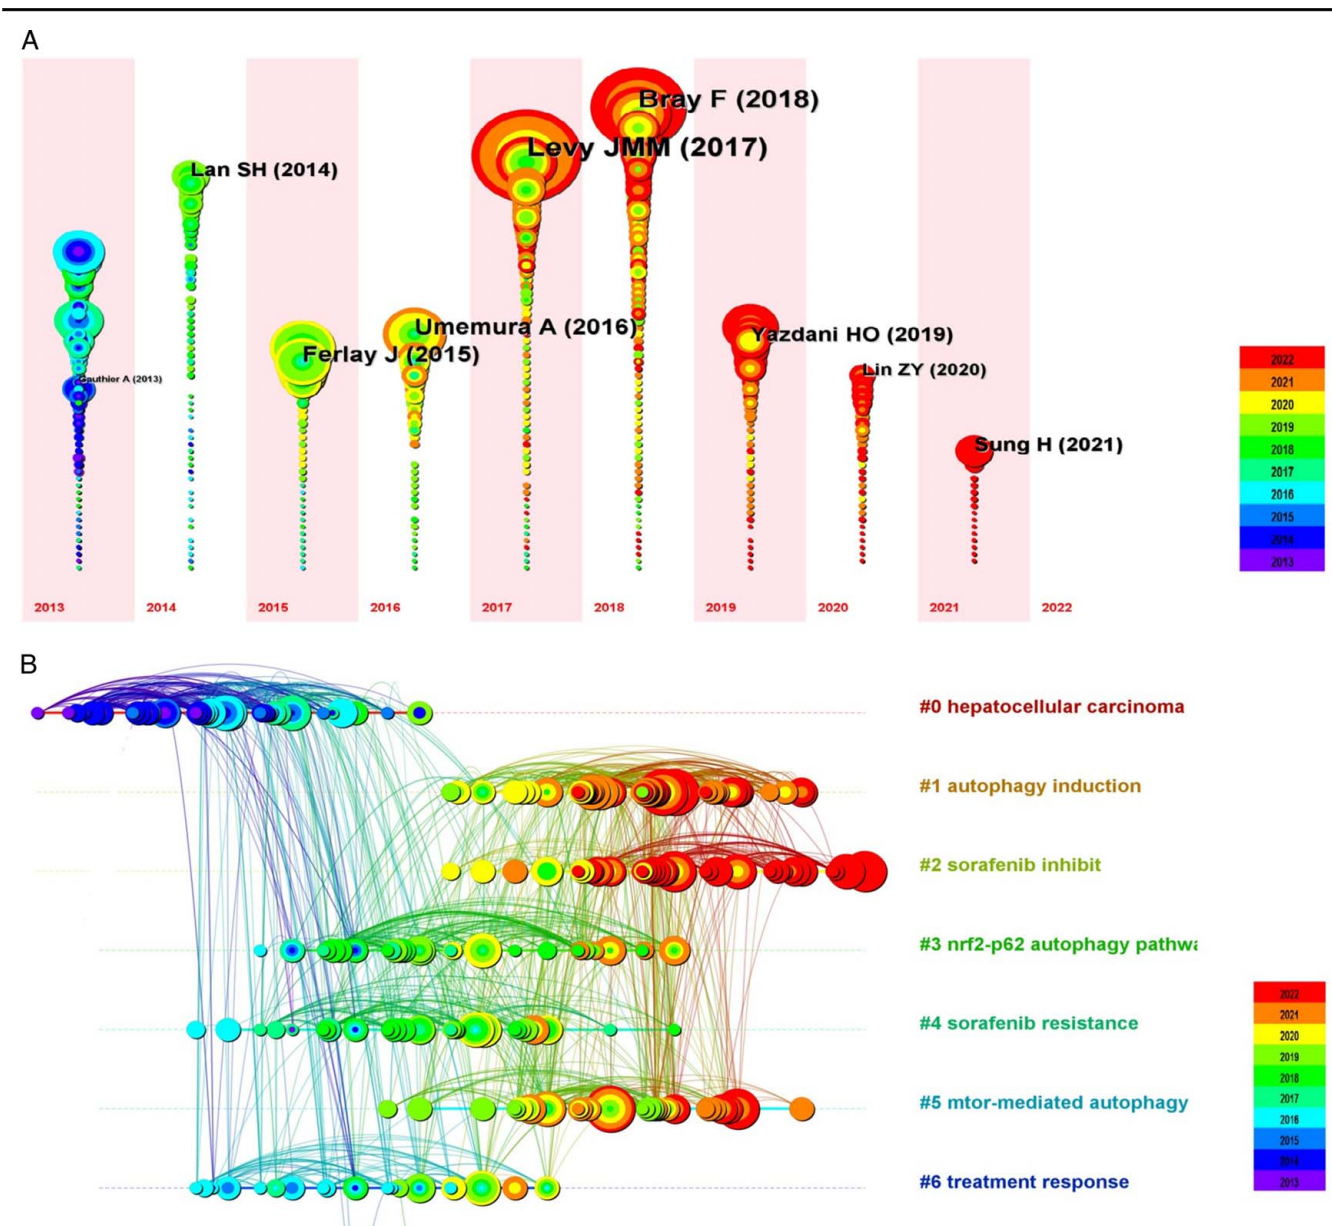 A
Bray F (2018)
Levy JMM (2017)
Lan SH (2014)
Umemura A (2016)
Yazdani HO (2019)
Ferlay J (2015)
Lin ZY (2020)
Gauthier A (2013)
Sung H (2021)
2022
2021
2020
2019
2018
2017
2016
2015
2014
2013
2013
2014
2015
2016
2017
2018
2019
2020
2021
2022
B
#0 hepatocellular carcinoma
#1 autophagy induction
#2 sorafenib inhibit
#3 nrf2-p62 autophagy pathwa
#4 sorafenib resistance
#5 mtor-mediated autophagy
#6 treatment response
2022
2021
2020
2019
2018
2017
2016
2015
2014
2013